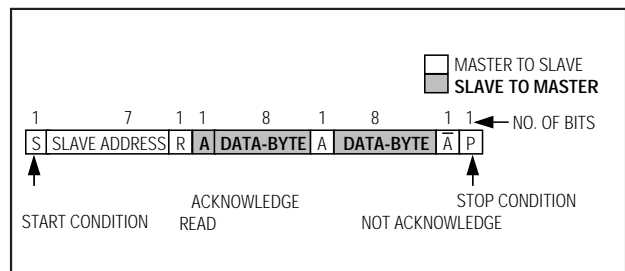 MASTER TO SLAVE
SLAVE TO MASTER
1 7 1 1 8 1 8 1 1 NO. OF BITS
S SLAVE ADDRESS R A DATA-BYTE A DATA-BYTE A̅ P
ACKNOWLEDGE STOP CONDITION
START CONDITION READ NOT ACKNOWLEDGE